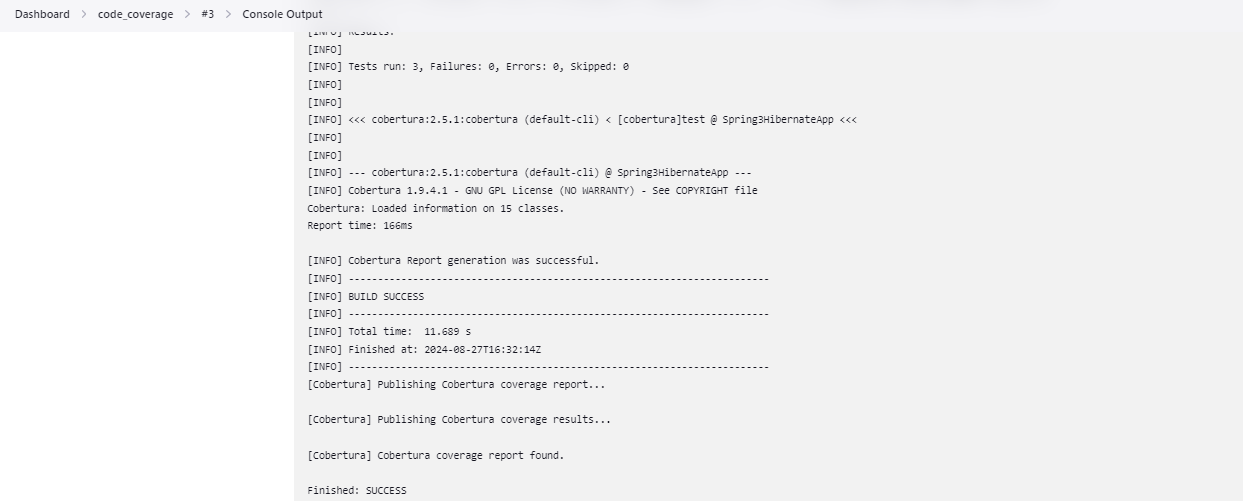 Dashboard > code_coverage > #3 > Console Output
[INFO] Results:
[INFO]
[INFO] Tests run: 3, Failures: 0, Errors: 0, Skipped: 0
[INFO]
[INFO]
[INFO] <<< cobertura:2.5.1:cobertura (default-cli) < [cobertura]test @ Spring3HibernateApp <<<
[INFO]
[INFO]
[INFO] --- cobertura:2.5.1:cobertura (default-cli) @ Spring3HibernateApp ---
[INFO] Cobertura 1.9.4.1 - GNU GPL License (NO WARRANTY) - See COPYRIGHT file
Cobertura: Loaded information on 15 classes.
Report time: 166ms
[INFO] Cobertura Report generation was successful.
[INFO] ------------------------------------------------------------------------
[INFO] BUILD SUCCESS
[INFO] ------------------------------------------------------------------------
[INFO] Total time:  11.689 s
[INFO] Finished at: 2024-08-27T16:32:14Z
[INFO] ------------------------------------------------------------------------
[Cobertura] Publishing Cobertura coverage report...
[Cobertura] Publishing Cobertura coverage results...
[Cobertura] Cobertura coverage report found.
Finished: SUCCESS